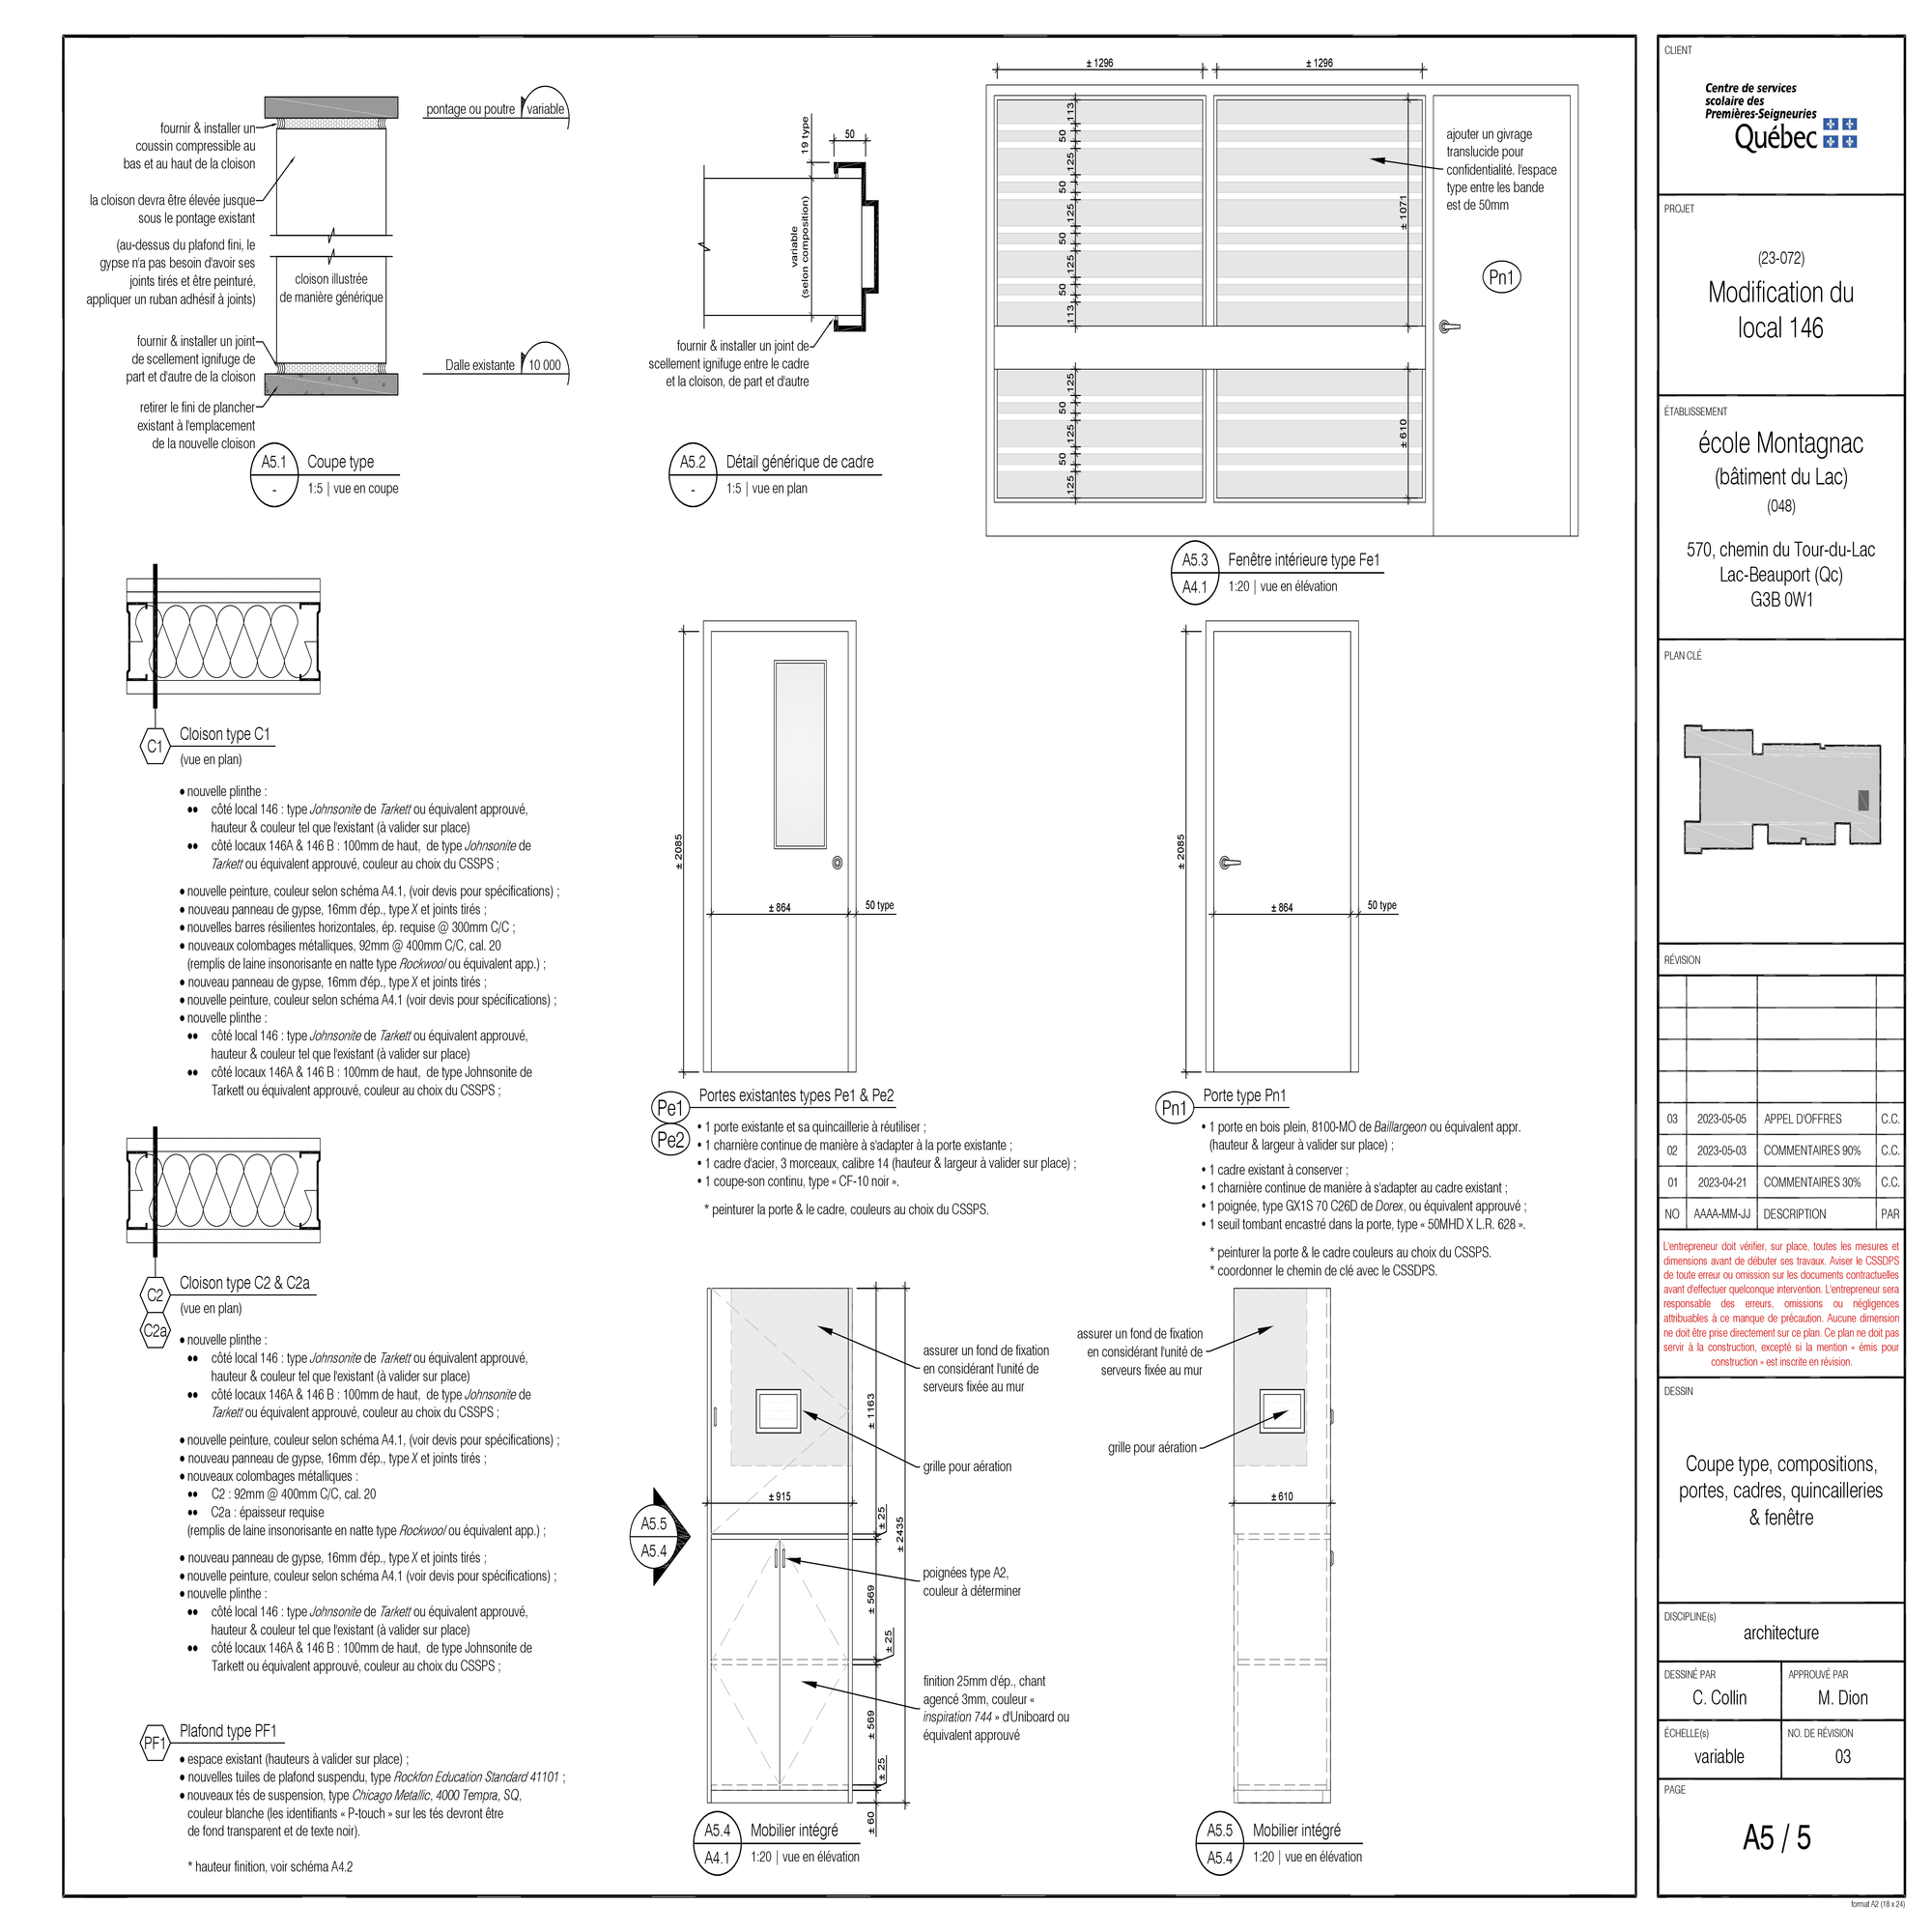 fournir & installer un
coussin compressible au
bas et au haut de la cloison
la cloison devra être élevée jusque
sous le pontage existant
(au-dessus du plafond fini, le
gypse n'a pas besoin d'avoir ses
joints tirés et être peinturé,
appliquer un ruban adhésif à joints)
cloison illustrée
de manière générique
fournir & installer un joint
de scellement ignifuge de
part et d'autre de la cloison
retirer le fini de plancher
existant à l'emplacement
de la nouvelle cloison
pontage ou poutre variable
Dalle existante 10 000
A5.1 Coupe type
- 1:5 | vue en coupe
19 type
50
variable
(selon composition)
fournir & installer un joint de
scellement ignifuge entre le cadre
et la cloison, de part et d'autre
A5.2 Détail générique de cadre
- 1:5 | vue en plan
± 1296
± 1296
113
50
125
50
125
50
125
50
113
± 1071
125
50
125
50
125
± 610
ajouter un givrage
translucide pour
confidentialité. l'espace
type entre les bande
est de 50mm
Pn1
A5.3 Fenêtre intérieure type Fe1
A4.1 1:20 | vue en élévation
C1 Cloison type C1
(vue en plan)
• nouvelle plinthe :
•• côté local 146 : type Johnsonite de Tarkett ou équivalent approuvé,
hauteur & couleur tel que l'existant (à valider sur place)
•• côté locaux 146A & 146 B : 100mm de haut, de type Johnsonite de
Tarkett ou équivalent approuvé, couleur au choix du CSSPS ;
• nouvelle peinture, couleur selon schéma A4.1, (voir devis pour spécifications) ;
• nouveau panneau de gypse, 16mm d'ép., type X et joints tirés ;
• nouvelles barres résilientes horizontales, ép. requise @ 300mm C/C ;
• nouveaux colombages métalliques, 92mm @ 400mm C/C, cal. 20
(remplis de laine insonorisante en natte type Rockwool ou équivalent app.) ;
• nouveau panneau de gypse, 16mm d'ép., type X et joints tirés ;
• nouvelle peinture, couleur selon schéma A4.1 (voir devis pour spécifications) ;
• nouvelle plinthe :
•• côté local 146 : type Johnsonite de Tarkett ou équivalent approuvé,
hauteur & couleur tel que l'existant (à valider sur place)
•• côté locaux 146A & 146 B : 100mm de haut, de type Johnsonite de
Tarkett ou équivalent approuvé, couleur au choix du CSSPS ;
C2 Cloison type C2 & C2a
C2a (vue en plan)
• nouvelle plinthe :
•• côté local 146 : type Johnsonite de Tarkett ou équivalent approuvé,
hauteur & couleur tel que l'existant (à valider sur place)
•• côté locaux 146A & 146 B : 100mm de haut, de type Johnsonite de
Tarkett ou équivalent approuvé, couleur au choix du CSSPS ;
• nouvelle peinture, couleur selon schéma A4.1, (voir devis pour spécifications) ;
• nouveau panneau de gypse, 16mm d'ép., type X et joints tirés ;
• nouveaux colombages métalliques :
•• C2 : 92mm @ 400mm C/C, cal. 20
•• C2a : épaisseur requise
(remplis de laine insonorisante en natte type Rockwool ou équivalent app.) ;
• nouveau panneau de gypse, 16mm d'ép., type X et joints tirés ;
• nouvelle peinture, couleur selon schéma A4.1 (voir devis pour spécifications) ;
• nouvelle plinthe :
•• côté local 146 : type Johnsonite de Tarkett ou équivalent approuvé,
hauteur & couleur tel que l'existant (à valider sur place)
•• côté locaux 146A & 146 B : 100mm de haut, de type Johnsonite de
Tarkett ou équivalent approuvé, couleur au choix du CSSPS ;
PF1 Plafond type PF1
• espace existant (hauteurs à valider sur place) ;
• nouvelles tuiles de plafond suspendu, type Rockfon Education Standard 41101 ;
• nouveaux tés de suspension, type Chicago Metallic, 4000 Tempra, SQ,
couleur blanche (les identifiants « P-touch » sur les tés devront être
de fond transparent et de texte noir).
* hauteur finition, voir schéma A4.2
± 2085
± 864
50 type
Pe1 Portes existantes types Pe1 & Pe2
Pe2
• 1 porte existante et sa quincaillerie à réutiliser ;
• 1 charnière continue de manière à s'adapter à la porte existante ;
• 1 cadre d'acier, 3 morceaux, calibre 14 (hauteur & largeur à valider sur place) ;
• 1 coupe-son continu, type « CF-10 noir ».
* peinturer la porte & le cadre, couleurs au choix du CSSPS.
± 2085
± 864
50 type
Pn1 Porte type Pn1
• 1 porte en bois plein, 8100-MO de Baillargeon ou équivalent appr.
(hauteur & largeur à valider sur place) ;
• 1 cadre existant à conserver ;
• 1 charnière continue de manière à s'adapter au cadre existant ;
• 1 poignée, type GX1S 70 C26D de Dorex, ou équivalent approuvé ;
• 1 seuil tombant encastré dans la porte, type « 50MHD X L.R. 628 ».
* peinturer la porte & le cadre couleurs au choix du CSSPS.
* coordonner le chemin de clé avec le CSSDPS.
A5.5
A5.4
± 915
± 1163
± 25
± 2435
± 569
± 25
± 569
± 25
± 60
assurer un fond de fixation
en considérant l'unité de
serveurs fixée au mur
grille pour aération
poignées type A2,
couleur à déterminer
finition 25mm d'ép., chant
agencé 3mm, couleur «
inspiration 744 » d'Uniboard ou
équivalent approuvé
A5.4 Mobilier intégré
A4.1 1:20 | vue en élévation
assurer un fond de fixation
en considérant l'unité de
serveurs fixée au mur
grille pour aération
± 610
A5.5 Mobilier intégré
A5.4 1:20 | vue en élévation
CLIENT
Centre de services
scolaire des
Premières-Seigneuries
Québec
PROJET
(23-072)
Modification du
local 146
ÉTABLISSEMENT
école Montagnac
(bâtiment du Lac)
(048)
570, chemin du Tour-du-Lac
Lac-Beauport (Qc)
G3B 0W1
PLAN CLÉ
RÉVISION
03 2023-05-05 APPEL D'OFFRES C.C.
02 2023-05-03 COMMENTAIRES 90% C.C.
01 2023-04-21 COMMENTAIRES 30% C.C.
NO AAAA-MM-JJ DESCRIPTION PAR
L'entrepreneur doit vérifier, sur place, toutes les mesures et
dimensions avant de débuter ses travaux. Aviser le CSSDPS
de toute erreur ou omission sur les documents contractuelles
avant d'effectuer quelconque intervention. L'entrepreneur sera
responsable des erreurs, omissions ou négligences
attribuables à ce manque de précaution. Aucune dimension
ne doit être prise directement sur ce plan. Ce plan ne doit pas
servir à la construction, excepté si la mention « émis pour
construction » est inscrite en révision.
DESSIN
Coupe type, compositions,
portes, cadres, quincailleries
& fenêtre
DISCIPLINE(s)
architecture
DESSINÉ PAR
C. Collin
APPROUVÉ PAR
M. Dion
ÉCHELLE(s)
variable
NO. DE RÉVISION
03
PAGE
A5 / 5
format A2 (18 x 24)